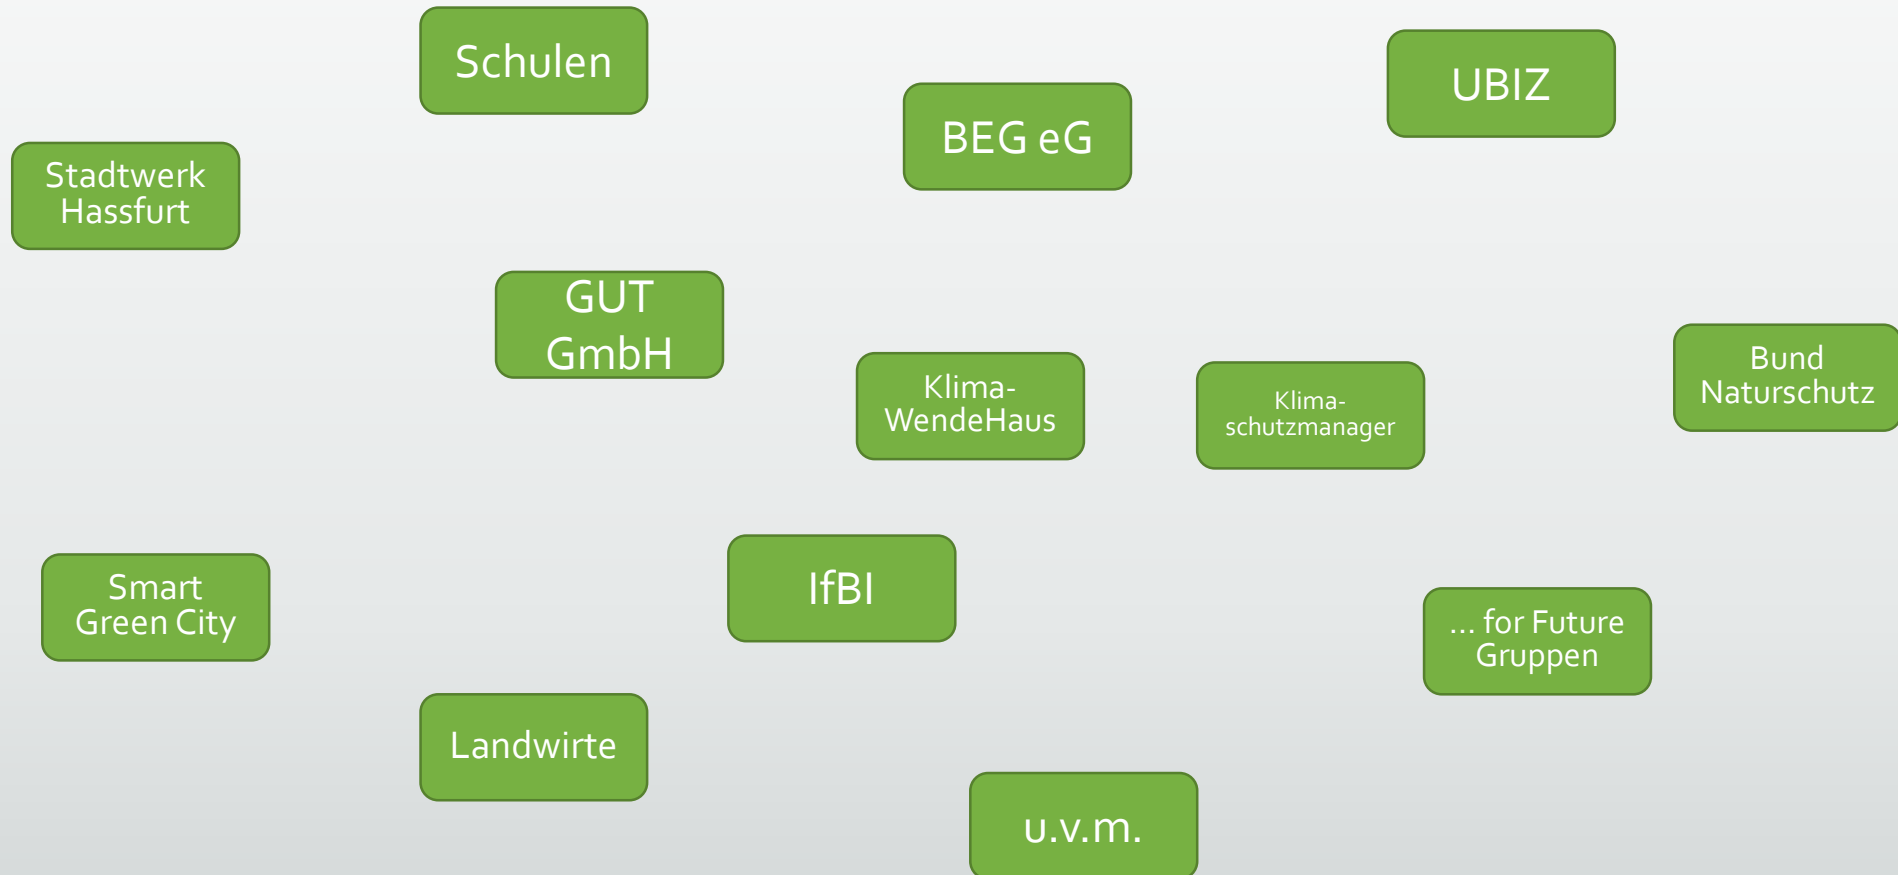 Schulen
UBIZ
BEG eG
Stadtwerk
Hassfurt
GUT
GmbH
Klima-
WendeHaus
Klima-
schutzmanager
Bund
Naturschutz
Smart
Green City
IfBI
... for Future
Gruppen
Landwirte
u.v.m.